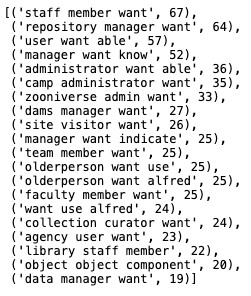 [('staff member want', 67),
('repository manager want', 64),
('user want able', 57),
('manager want know', 52),
('administrator want able', 36),
('camp administrator want', 35),
('zooniverse admin want', 33),
('dams manager want', 27),
('site visitor want', 26),
('manager want indicate', 25),
('team member want', 25),
('olderperson want use', 25),
('olderperson want alfred', 25),
('faculty member want', 25),
('want use alfred', 24),
('collection curator want', 24),
('agency user want', 23),
('library staff member', 22),
('object object component', 20),
('data manager want', 19)]